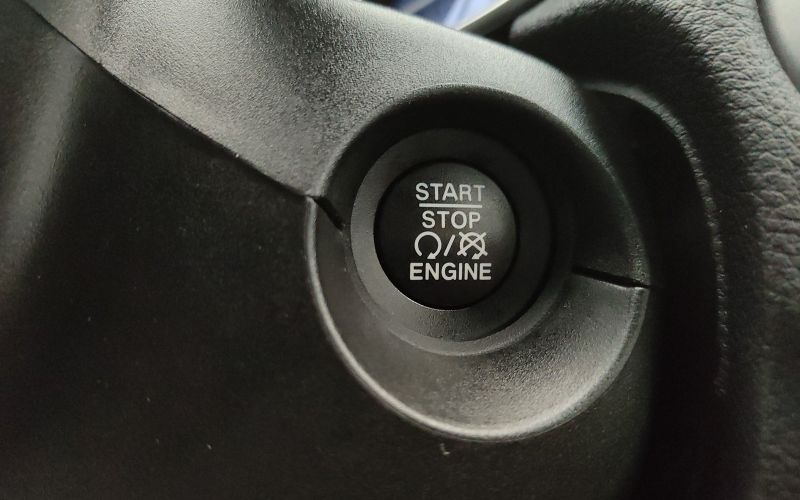 START
STOP
/
ENGINE